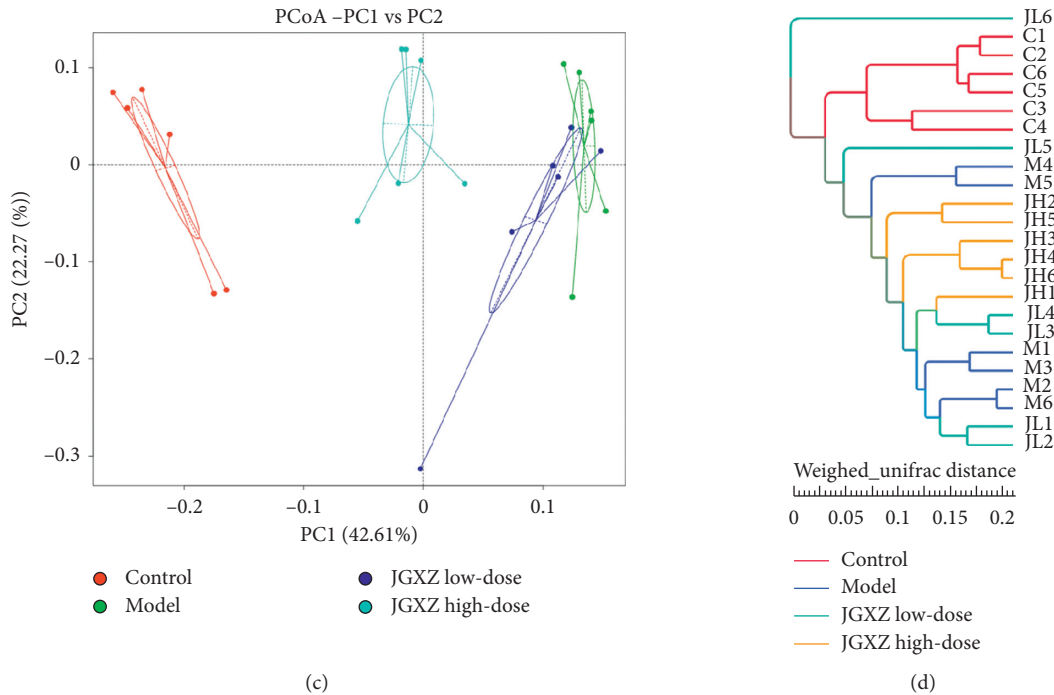 PCoA –PC1 vs PC2
PC2 (22.27 (%))
0.1
0
−0.1
−0.2
−0.3
−0.2
−0.1
0
0.1
PC1 (42.61%)
Control
Model
JGXZ low-dose
JGXZ high-dose
(c)
JL6
C1
C2
C6
C5
C3
C4
JL5
M4
M5
JH2
JH5
JH3
JH4
JH6
JH1
JL4
JL3
M1
M3
M2
M6
JL1
JL2
Weighed_unifrac distance
0 0.05 0.1 0.15 0.2
Control
Model
JGXZ low-dose
JGXZ high-dose
(d)